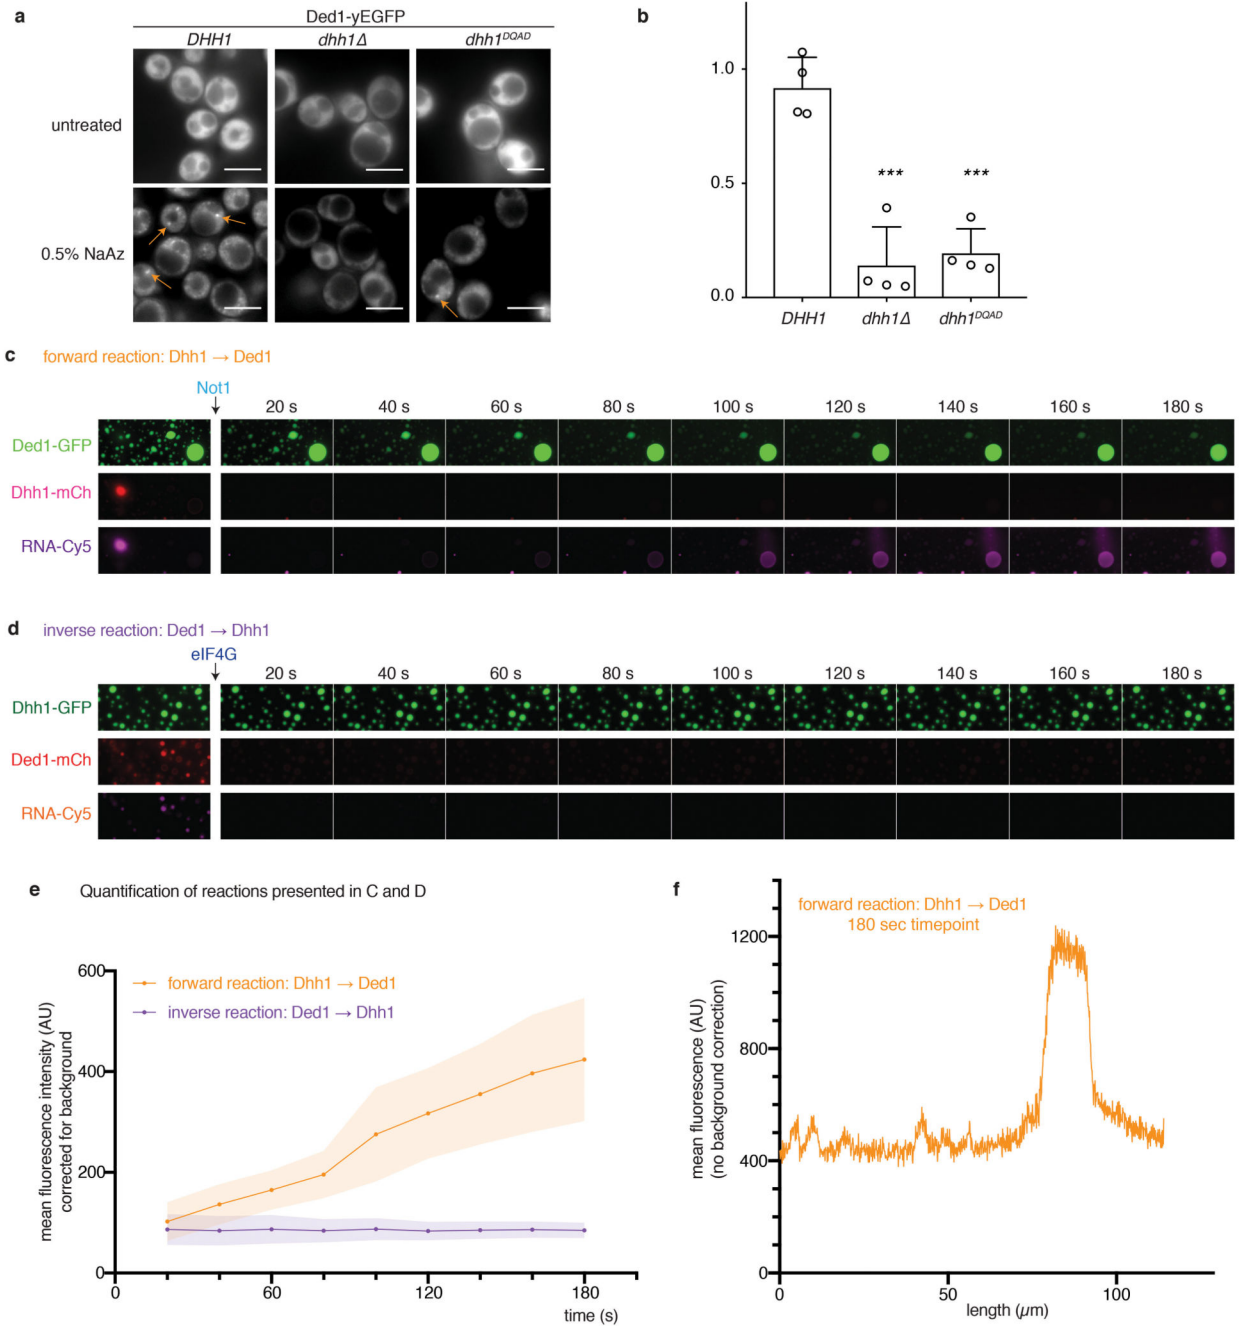 a
Ded1-yEGFP
DHH1 dhh1Δ dhh1DQAD
untreated
0.5% NaAz
b
1.0
0.5
0.0
*** ***
DHH1 dhh1Δ dhh1DQAD
c forward reaction: Dhh1 → Ded1
Not1
20 s 40 s 60 s 80 s 100 s 120 s 140 s 160 s 180 s
Ded1-GFP
Dhh1-mCh
RNA-Cy5
d inverse reaction: Ded1 → Dhh1
eIF4G
20 s 40 s 60 s 80 s 100 s 120 s 140 s 160 s 180 s
Dhh1-GFP
Ded1-mCh
RNA-Cy5
e Quantification of reactions presented in C and D
mean fluorescence intensity (AU)
corrected for background
600
400
200
0
forward reaction: Dhh1 → Ded1
inverse reaction: Ded1 → Dhh1
0 60 120 180
time (s)
f
forward reaction: Dhh1 → Ded1
180 sec timepoint
mean fluorescence (AU)
(no background correction)
1200
800
400
0
0 50 100
length (μm)